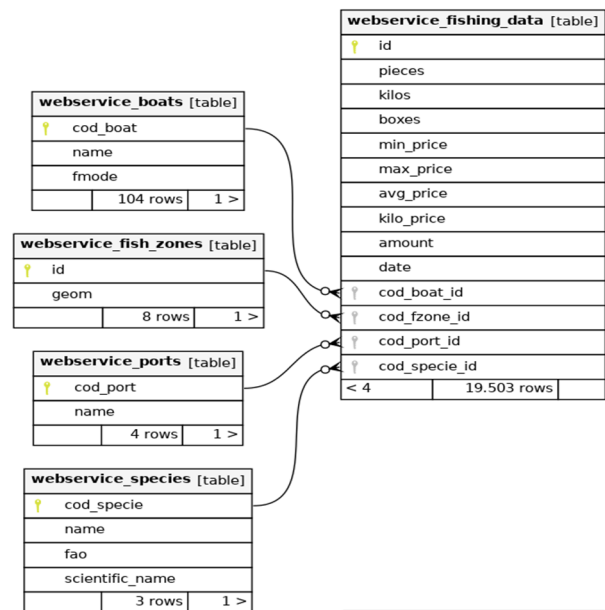 webservice_fishing_data [table]
id
pieces
kilos
boxes
min_price
max_price
avg_price
kilo_price
amount
date
cod_boat_id
cod_fzone_id
cod_port_id
cod_specie_id
< 4 19.503 rows
webservice_boats [table]
cod_boat
name
fmode
104 rows 1 >
webservice_fish_zones [table]
id
geom
8 rows 1 >
webservice_ports [table]
cod_port
name
4 rows 1 >
webservice_species [table]
cod_specie
name
fao
scientific_name
3 rows 1 >